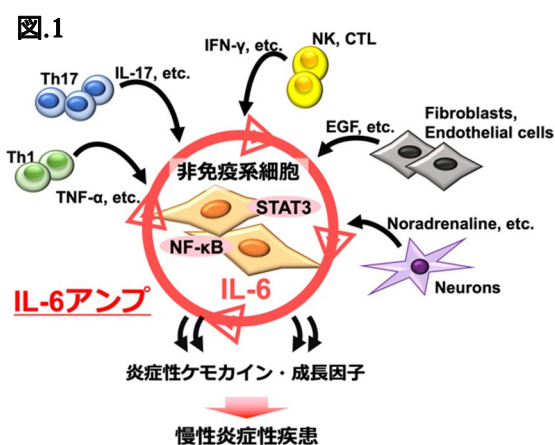 図.1
IFN-γ, etc.
NK, CTL
Th17
IL-17, etc.
EGF, etc.
Fibroblasts,
Endothelial cells
Th1
TNF-α, etc.
非免疫系細胞
STAT3
NF-κB
IL-6
Noradrenaline, etc.
Neurons
IL-6アンプ
炎症性ケモカイン・成長因子
慢性炎症性疾患